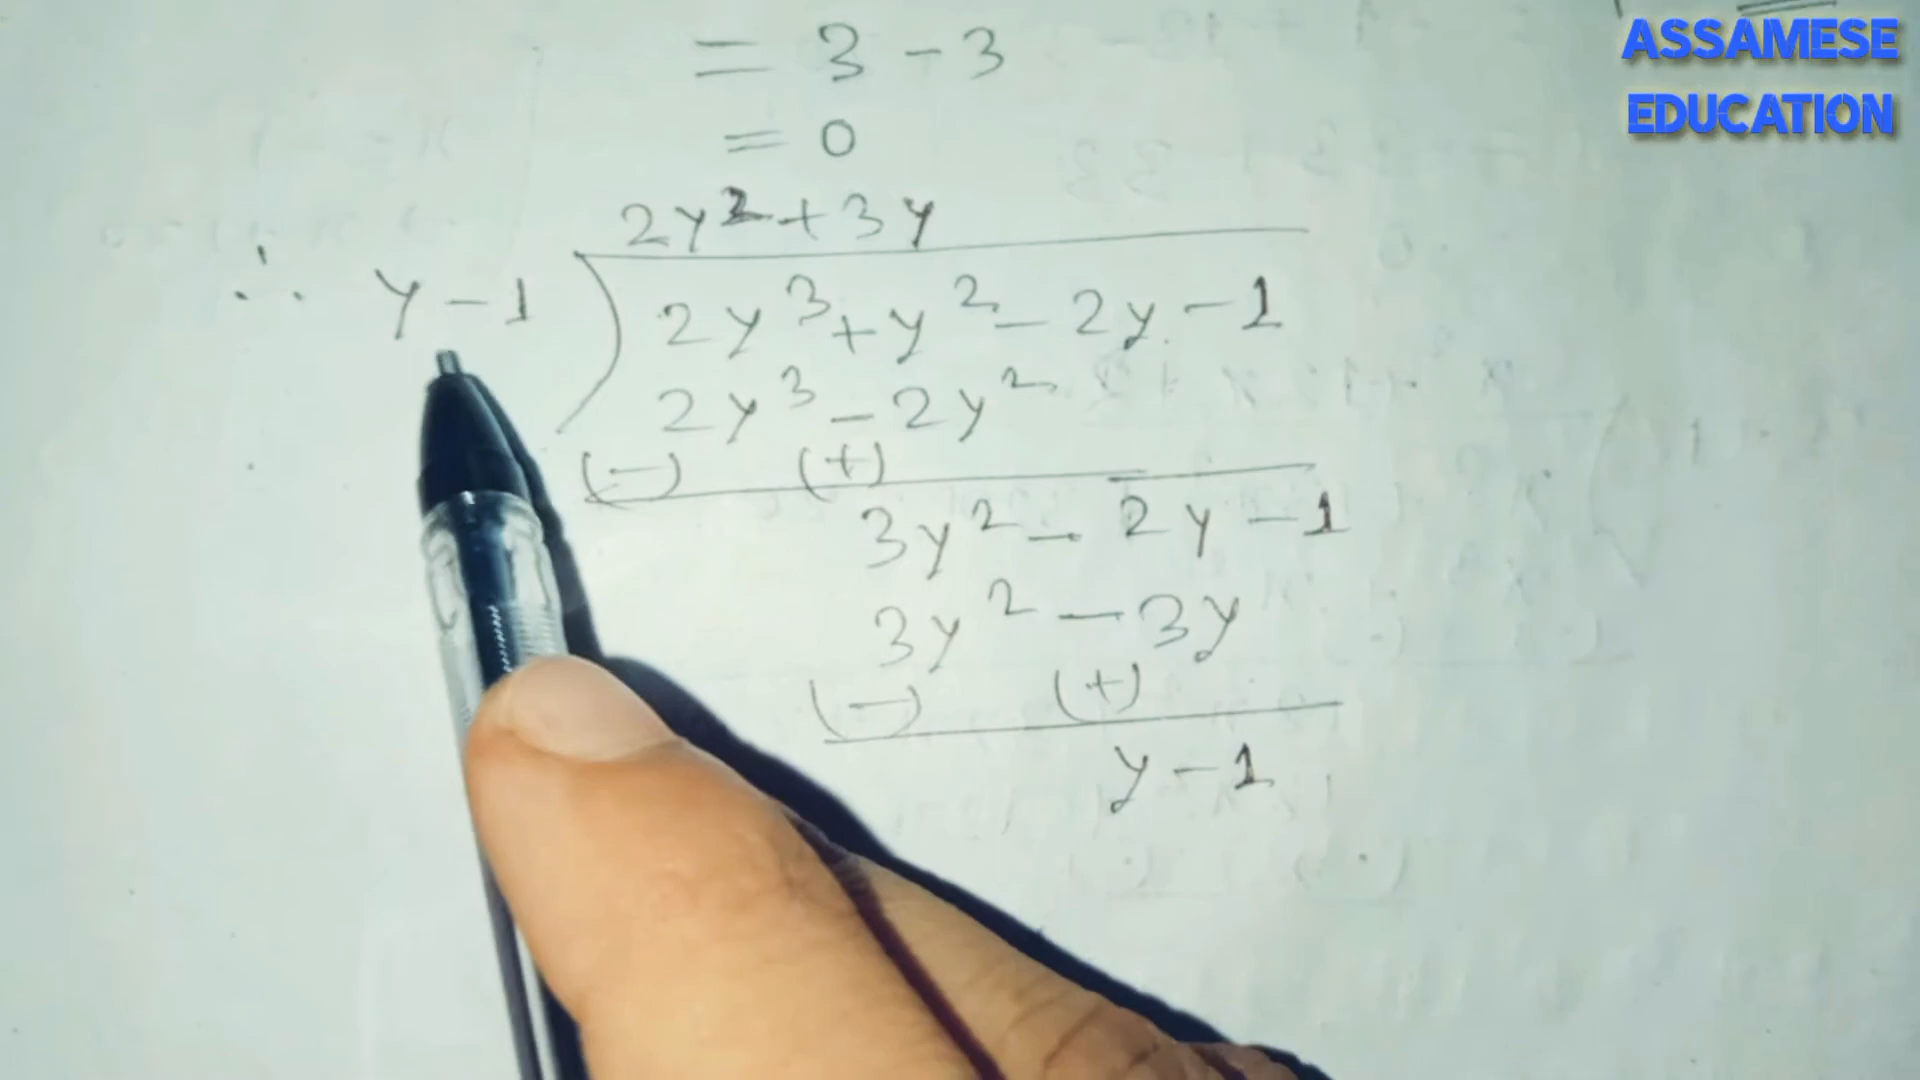 ASSAMESE
EDUCATION
= 3 - 3
= 0
2y² + 3y
∴ y - 1 ) 2y³ + y² - 2y - 1
2y³ - 2y²
(-) (+)
3y² - 2y - 1
3y² - 3y
(-) (+)
y - 1